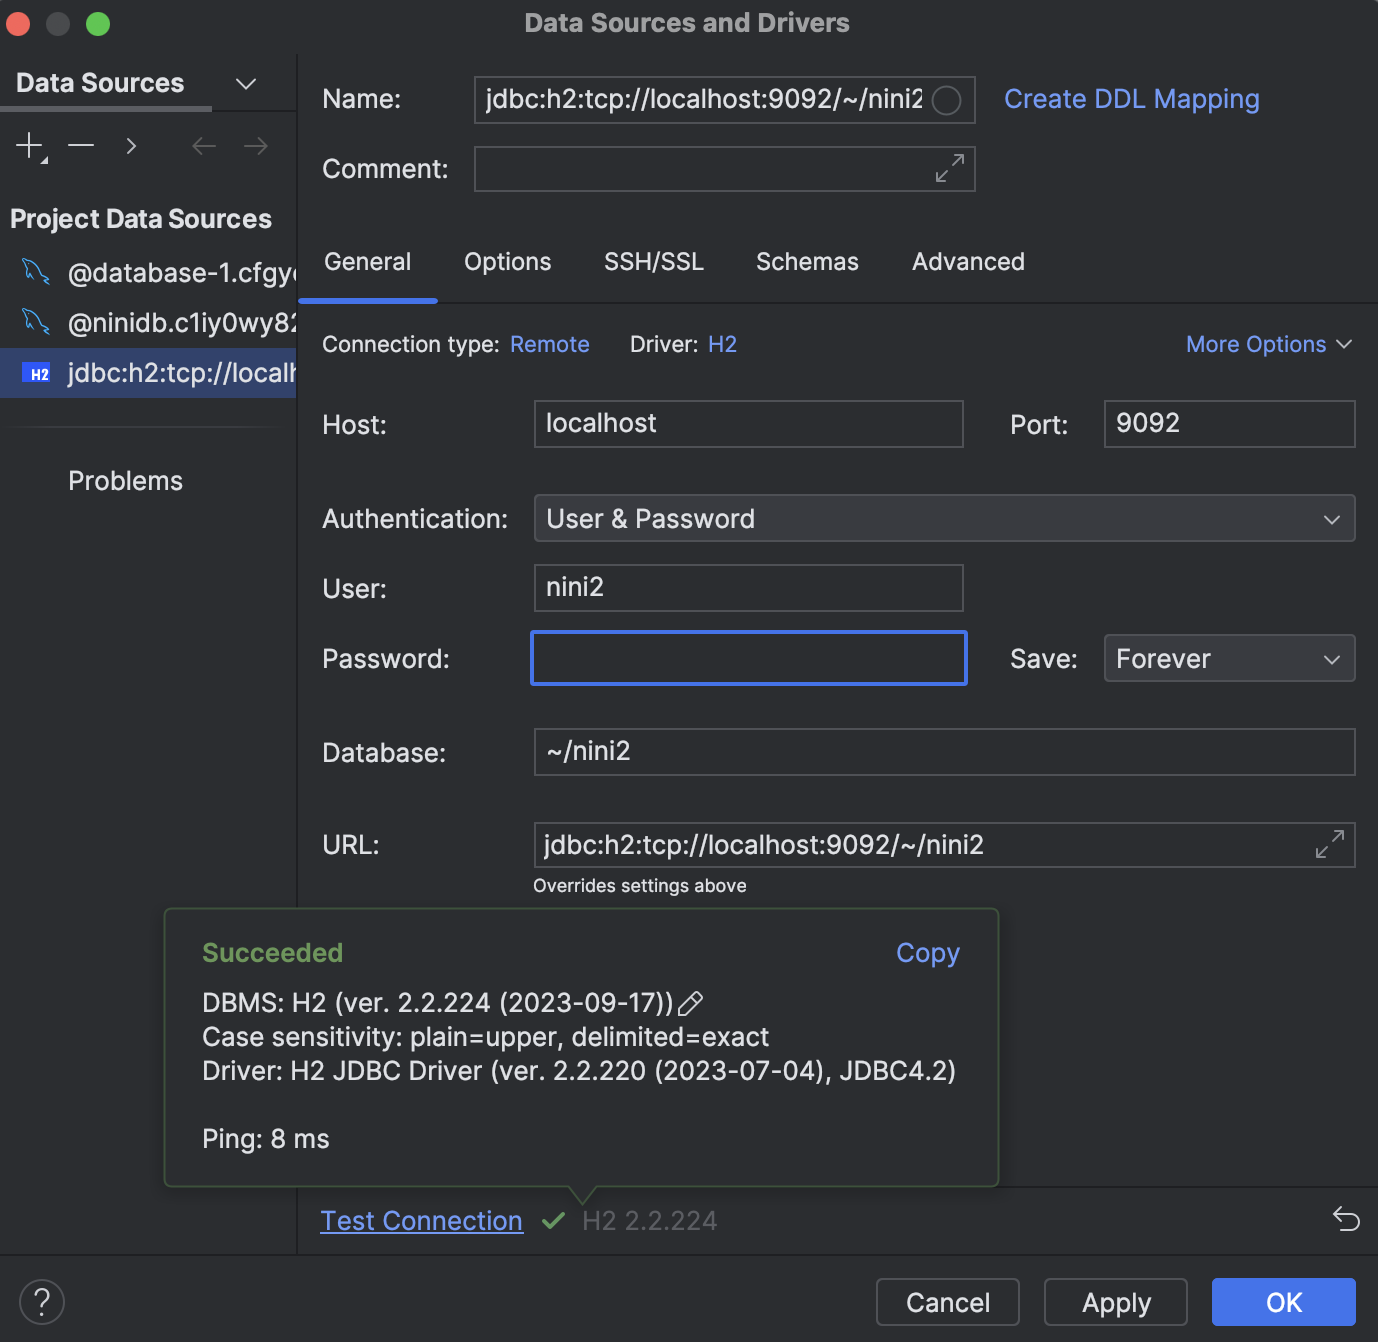 Data Sources and Drivers
Data Sources
Name: jdbc:h2:tcp://localhost:9092/~/nini2 Create DDL Mapping
Comment:
Project Data Sources
@database-1.cfgy
@ninidb.c1iy0wy82
H2 jdbc:h2:tcp://local
Problems
General Options SSH/SSL Schemas Advanced
Connection type: Remote Driver: H2 More Options
Host: localhost Port: 9092
Authentication: User & Password
User: nini2
Password: Save: Forever
Database: ~/nini2
URL: jdbc:h2:tcp://localhost:9092/~/nini2
Overrides settings above
Succeeded Copy
DBMS: H2 (ver. 2.2.224 (2023-09-17))
Case sensitivity: plain=upper, delimited=exact
Driver: H2 JDBC Driver (ver. 2.2.220 (2023-07-04), JDBC4.2)
Ping: 8 ms
Test Connection H2 2.2.224
? Cancel Apply OK